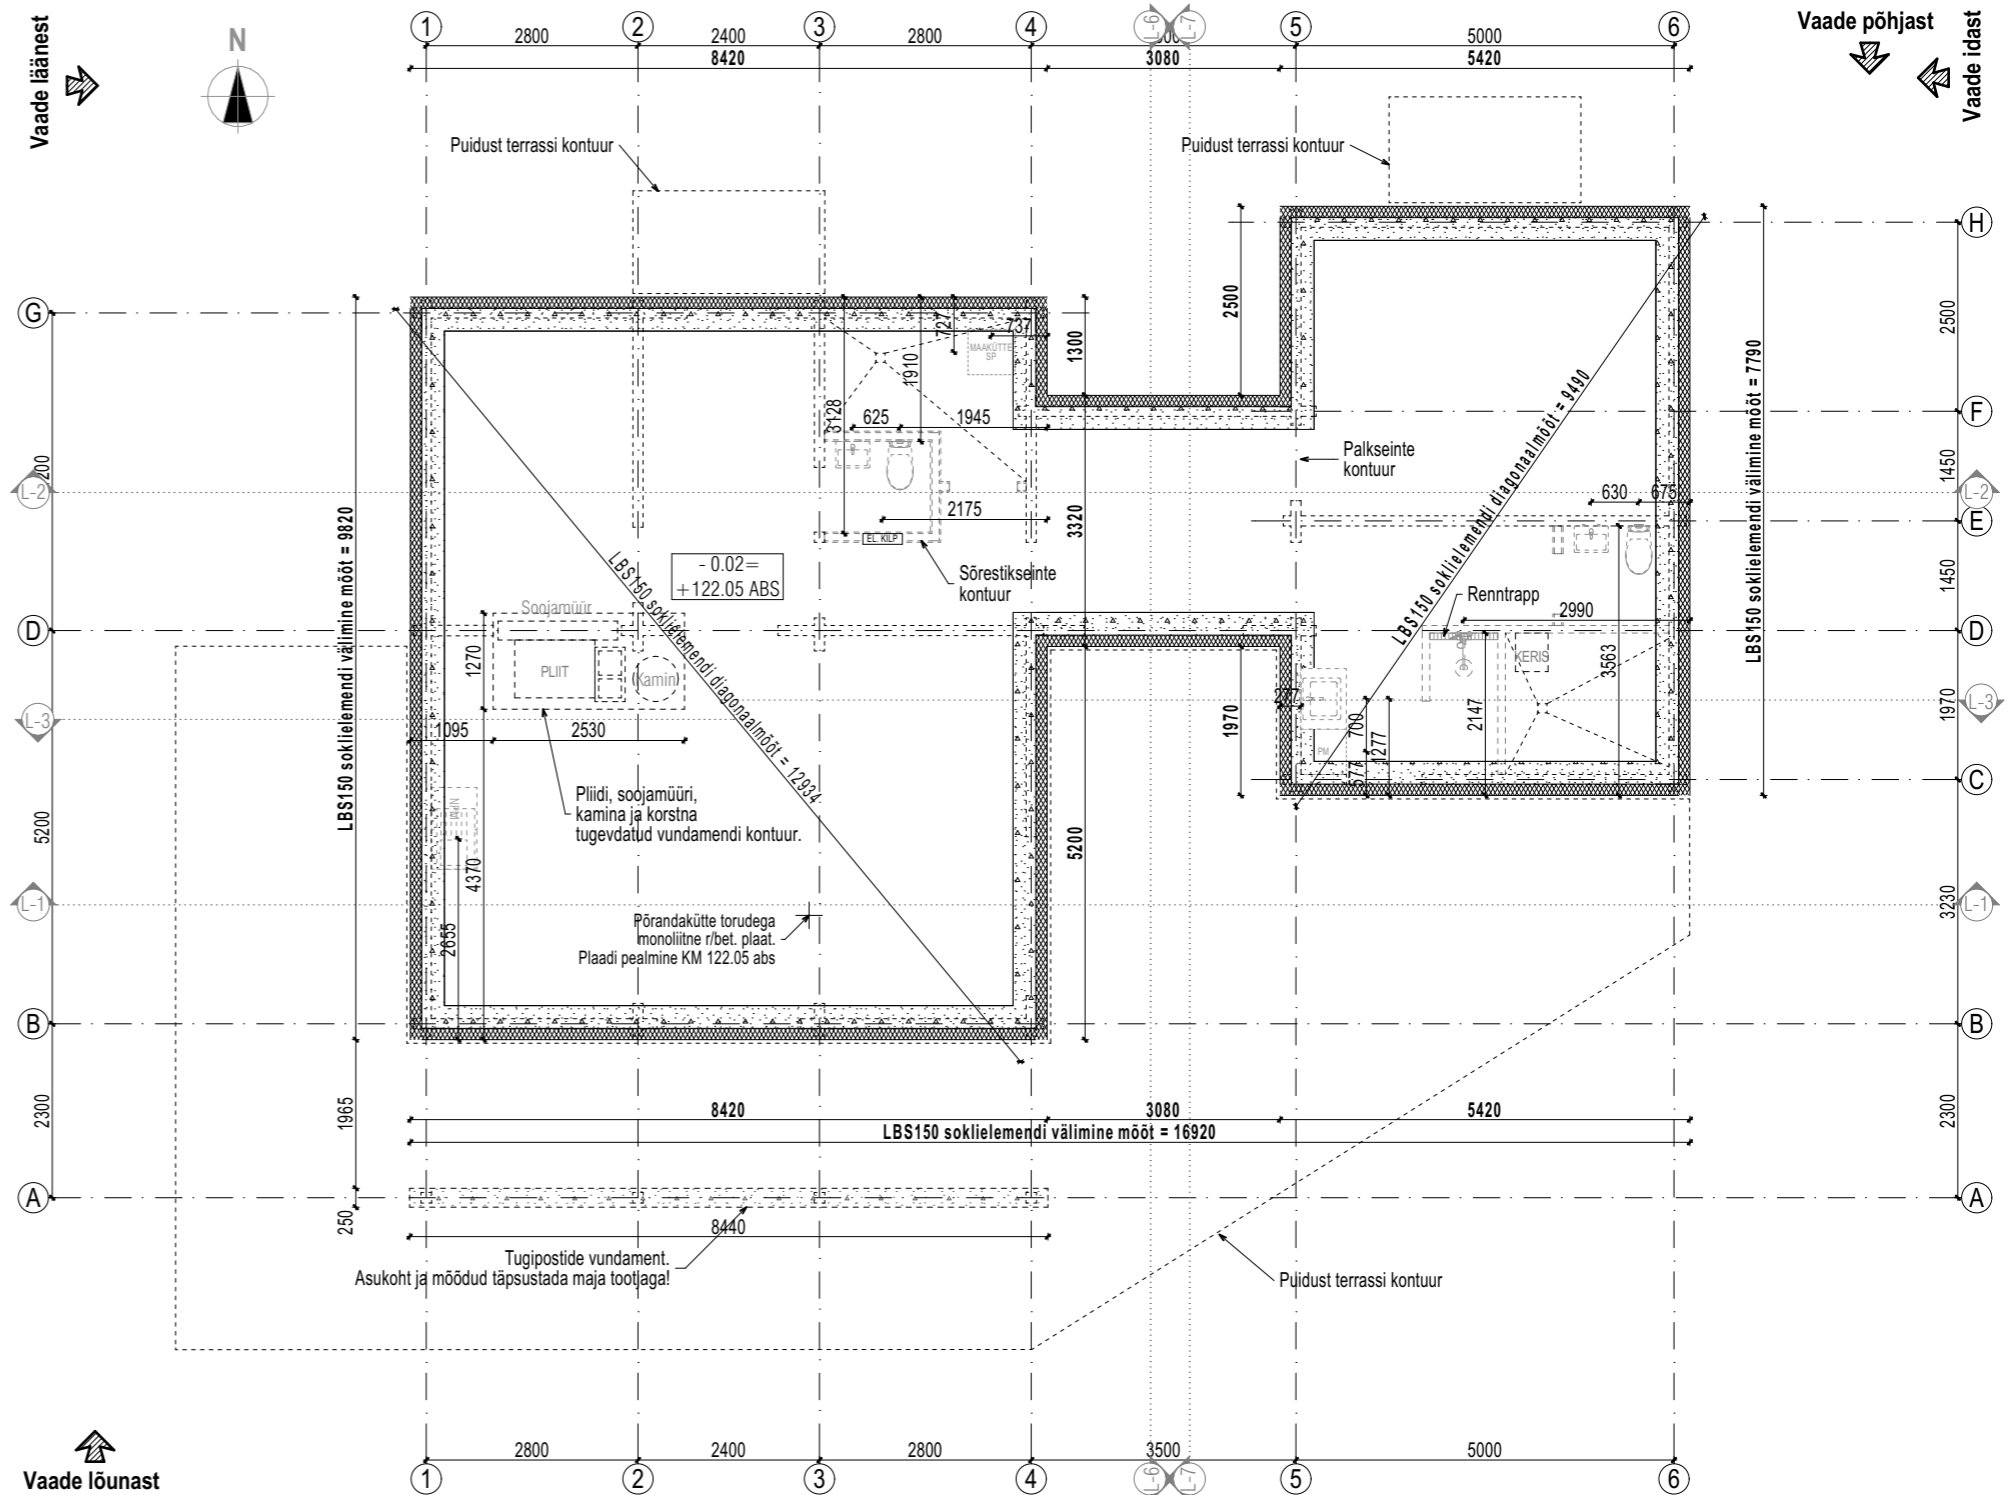 Vaade läänest
N
Vaade põhjast
Vaade idast
1
2
3
4
L-6
L-7
5
6
2800
2400
2800
5000
8420
3080
5420
Puidust terrassi kontuur
Puidust terrassi kontuur
H
G
F
E
D
C
B
A
G
D
B
A
L-2
L-3
L-1
L-2
L-3
L-1
5200
2300
2500
1450
1450
1970
3230
2300
LBS150 soklielemendi välimine mõõt = 9820
1965
250
LBS150 soklielemendi välimine mõõt = 7790
2500
1300
3320
5200
1970
727
737
MAAKÜTTE
SP
1910
3128
625
1945
2175
EL. KILP
Sõrestikseinte
kontuur
Palkseinte
kontuur
- 0.02=
+122.05 ABS
LBS150 soklielemendi diagonaalmõõt = 12934
LBS150 soklielemendi diagonaalmõõt = 9490
630
675
Renntrapp
2990
3563
KERIS
2147
277
700
577
1277
PM
Soojamüür
PLIIT
Kamin
1270
1095
2530
Pliidi, soojamüüri,
kamina ja korstna
tugevdatud vundamendi kontuur.
NPM
4370
2655
Põrandakütte torudega
monoliitne r/bet. plaat.
Plaadi pealmine KM 122.05 abs
8420
3080
5420
LBS150 soklielemendi välimine mõõt = 16920
8440
Tugipostide vundament.
Asukoht ja mõõdud täpsustada maja tootjaga!
Puidust terrassi kontuur
2800
2400
2800
3500
5000
1
2
3
4
L-6
L-7
5
6
Vaade lõunast